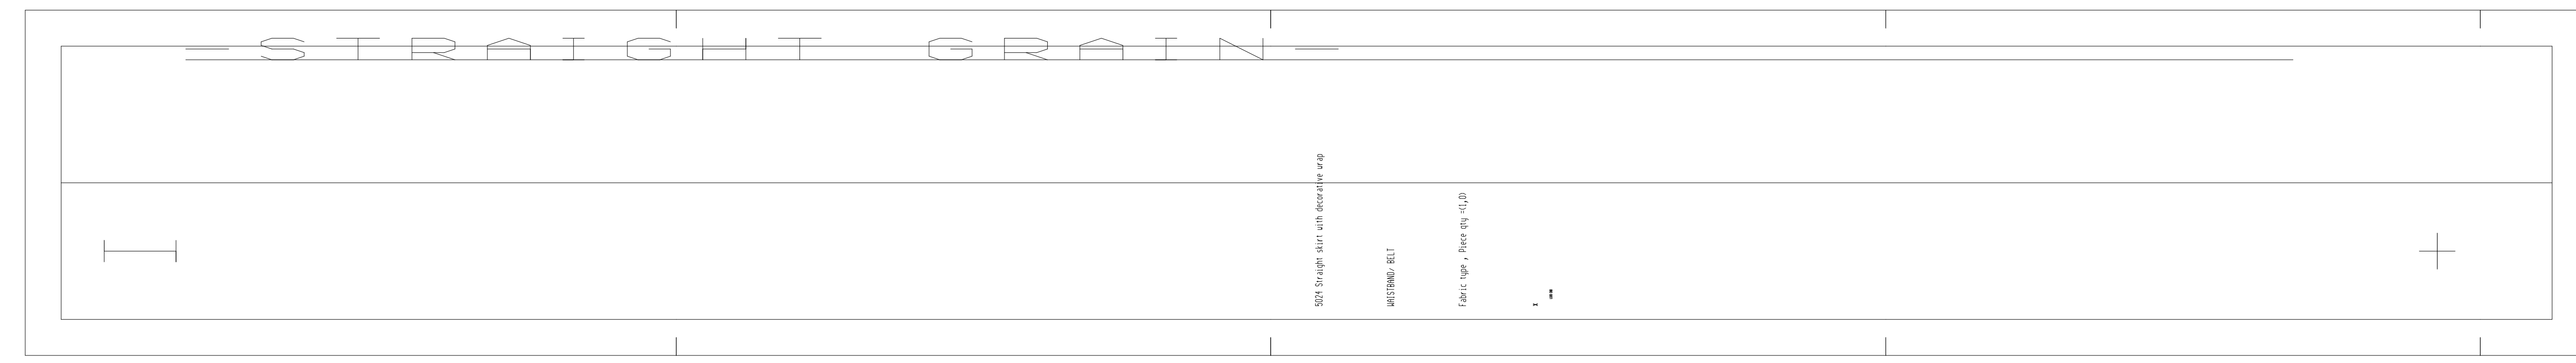 - STRAIGHT GRAIN -
5024 Straight skirt with decorative wrap
WAISTBAND/ BELT
Fabric type , Piece qty =(1,0)